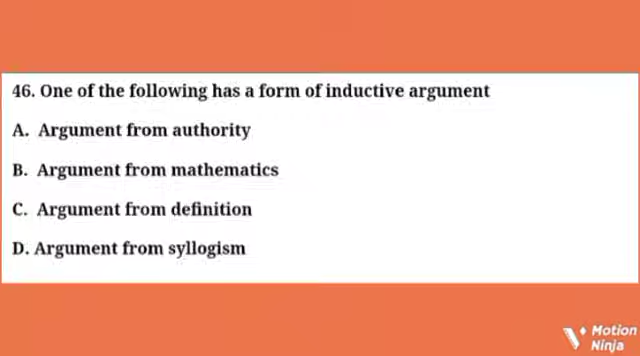 46. One of the following has a form of inductive argument
A. Argument from authority
B. Argument from mathematics
C. Argument from definition
D. Argument from syllogism
Motion
Ninja